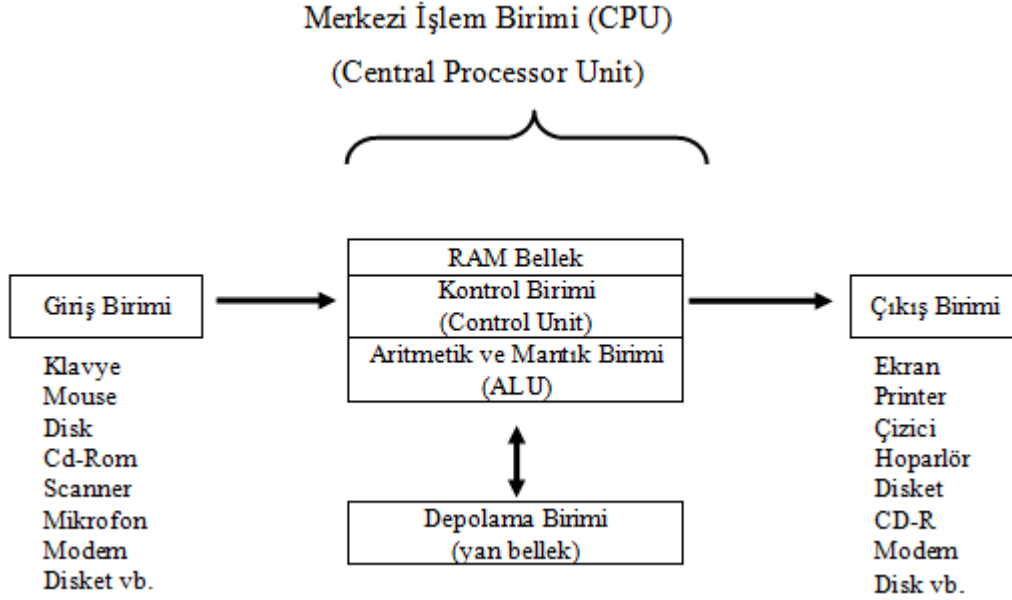 Merkezi İşlem Birimi (CPU)
(Central Processor Unit)
RAM Bellek
Kontrol Birimi
(Control Unit)
Aritmetik ve Mantık Birimi
(ALU)
Giriş Birimi
Klavye
Mouse
Disk
Cd-Rom
Scanner
Mikrofon
Modem
Disket vb.
Depolama Birimi
(yan bellek)
Çıkış Birimi
Ekran
Printer
Çizici
Hoparlör
Disket
CD-R
Modem
Disk vb.